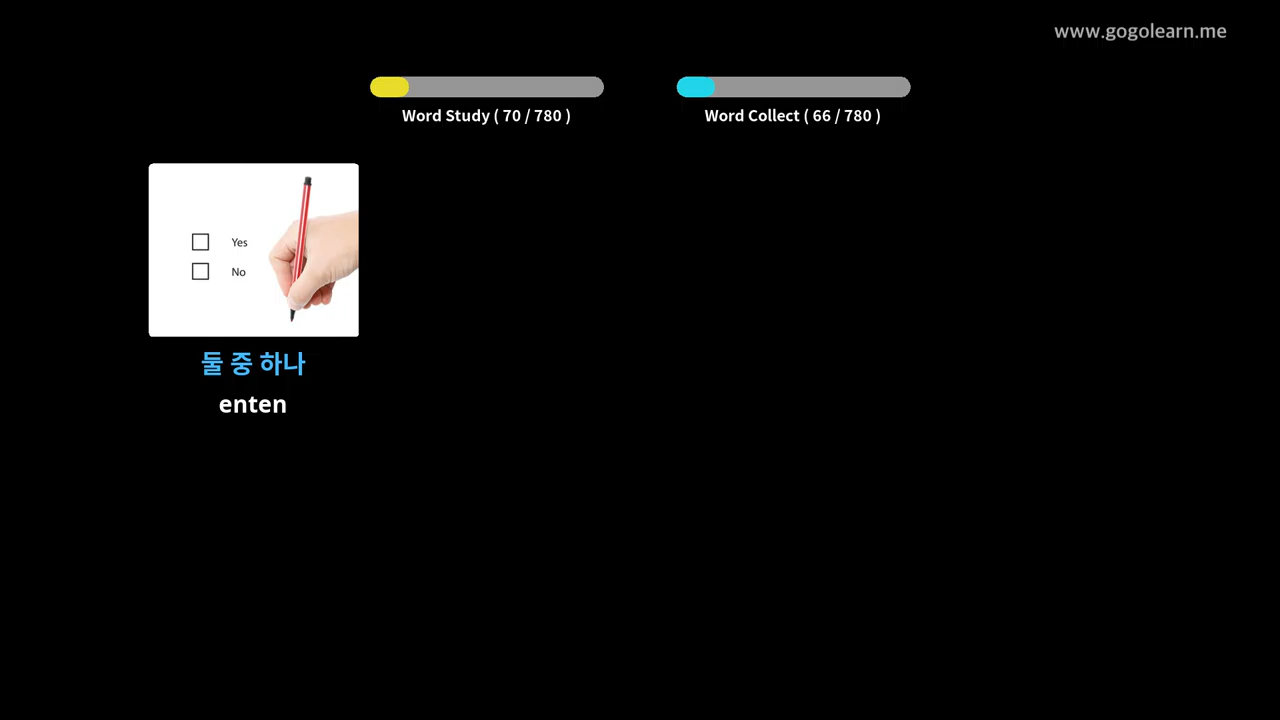 www.gogolearn.me
Word Study ( 70 / 780 )
Word Collect ( 66 / 780 )
Yes
No
둘 중 하나
enten